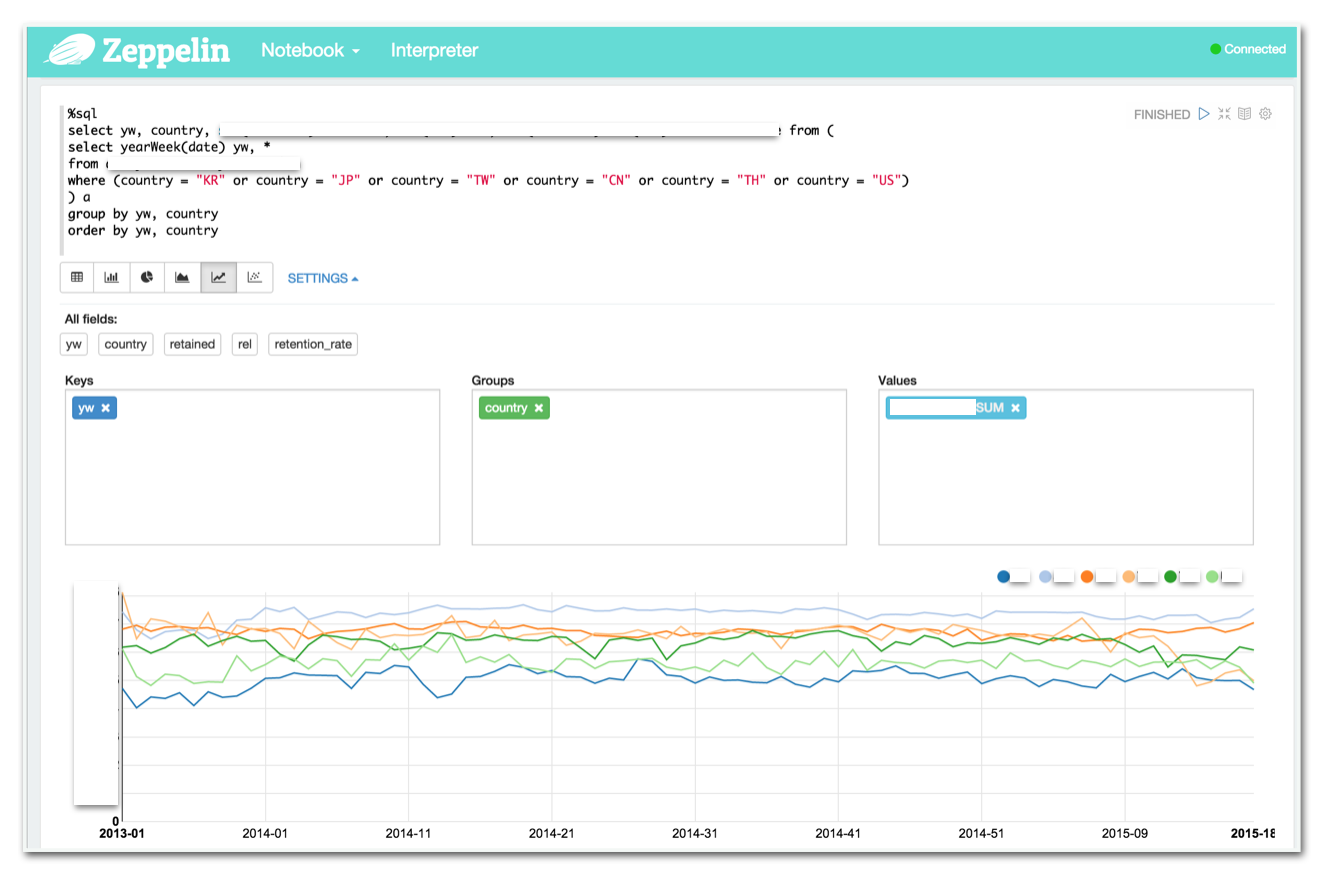 Zeppelin Notebook Interpreter Connected
%sql
FINISHED
select yw, country, from (
select yearWeek(date) yw, *
from
where (country = "KR" or country = "JP" or country = "TW" or country = "CN" or country = "TH" or country = "US")
) a
group by yw, country
order by yw, country
SETTINGS
All fields:
yw country retained rel retention_rate
Keys Groups Values
yw country SUM
0
2013-01 2014-01 2014-11 2014-21 2014-31 2014-41 2014-51 2015-09 2015-18